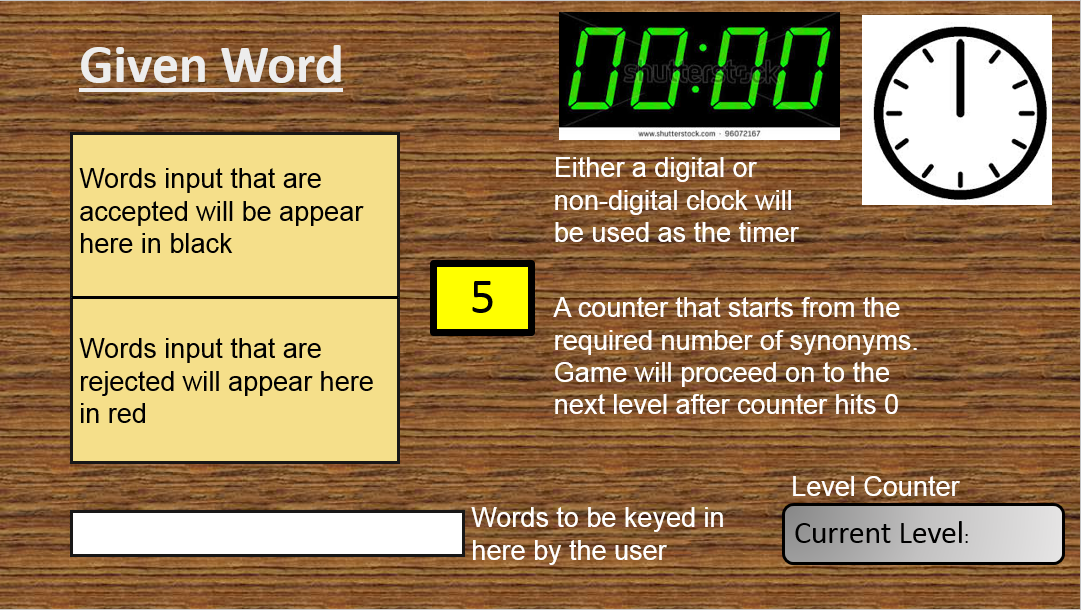 Given Word
00:00
shutterstock
www.shutterstock.com · 96072167
Words input that are
accepted will be appear
here in black
Either a digital or
non-digital clock will
be used as the timer
5
A counter that starts from the
required number of synonyms.
Game will proceed on to the
next level after counter hits 0
Words input that are
rejected will appear here
in red
Level Counter
Current Level:
Words to be keyed in
here by the user